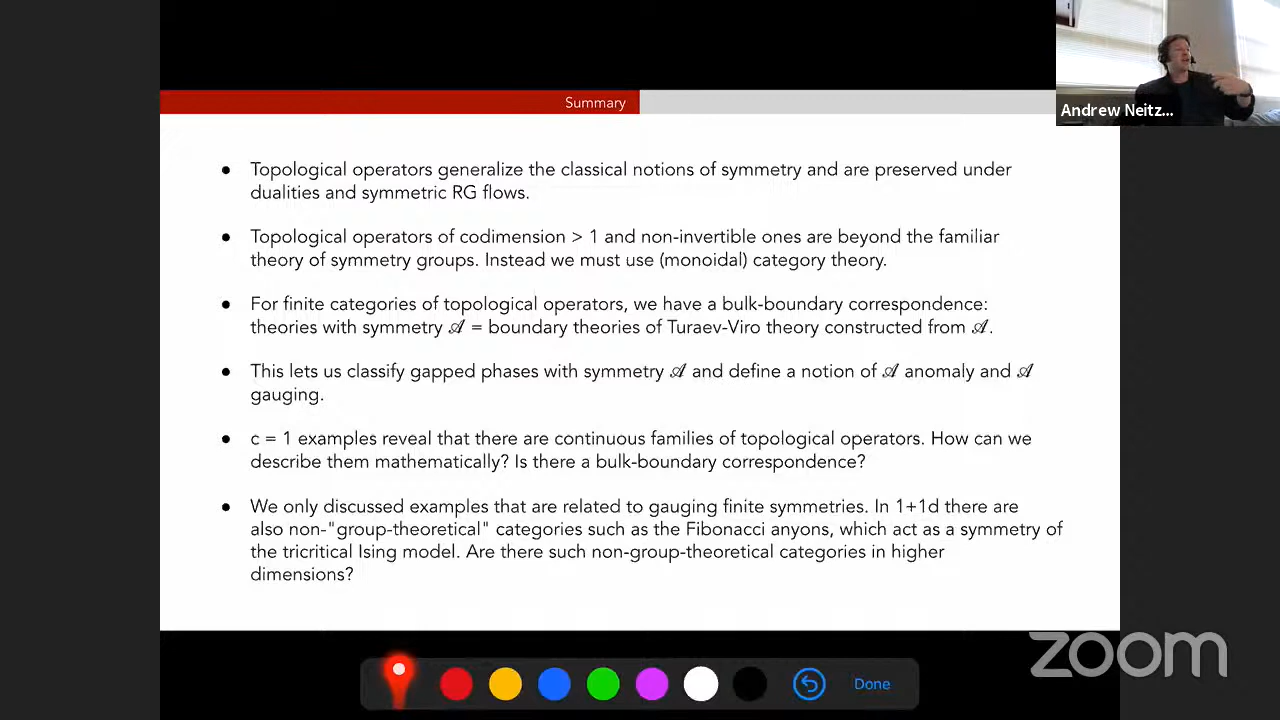 Summary
Andrew Neitz...
● Topological operators generalize the classical notions of symmetry and are preserved under
dualities and symmetric RG flows.
● Topological operators of codimension > 1 and non-invertible ones are beyond the familiar
theory of symmetry groups. Instead we must use (monoidal) category theory.
● For finite categories of topological operators, we have a bulk-boundary correspondence:
theories with symmetry 𝒜 = boundary theories of Turaev-Viro theory constructed from 𝒜.
● This lets us classify gapped phases with symmetry 𝒜 and define a notion of 𝒜 anomaly and 𝒜
gauging.
● c = 1 examples reveal that there are continuous families of topological operators. How can we
describe them mathematically? Is there a bulk-boundary correspondence?
● We only discussed examples that are related to gauging finite symmetries. In 1+1d there are
also non-"group-theoretical" categories such as the Fibonacci anyons, which act as a symmetry of
the tricritical Ising model. Are there such non-group-theoretical categories in higher
dimensions?
zoom
Done